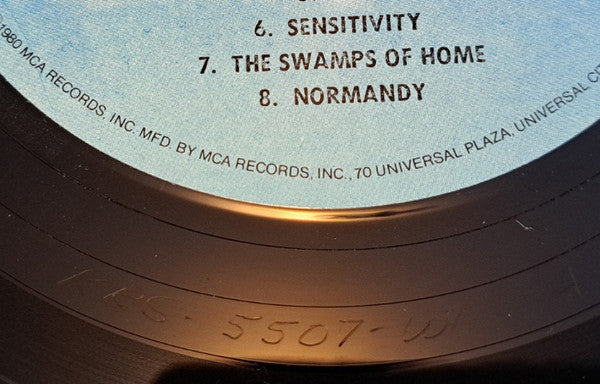 6. SENSITIVITY
7. THE SWAMPS OF HOME
8. NORMANDY
1980 MCA RECORDS, INC. MFD. BY MCA RECORDS, INC., 70 UNIVERSAL PLAZA, UNIVERSAL CI
5507-W